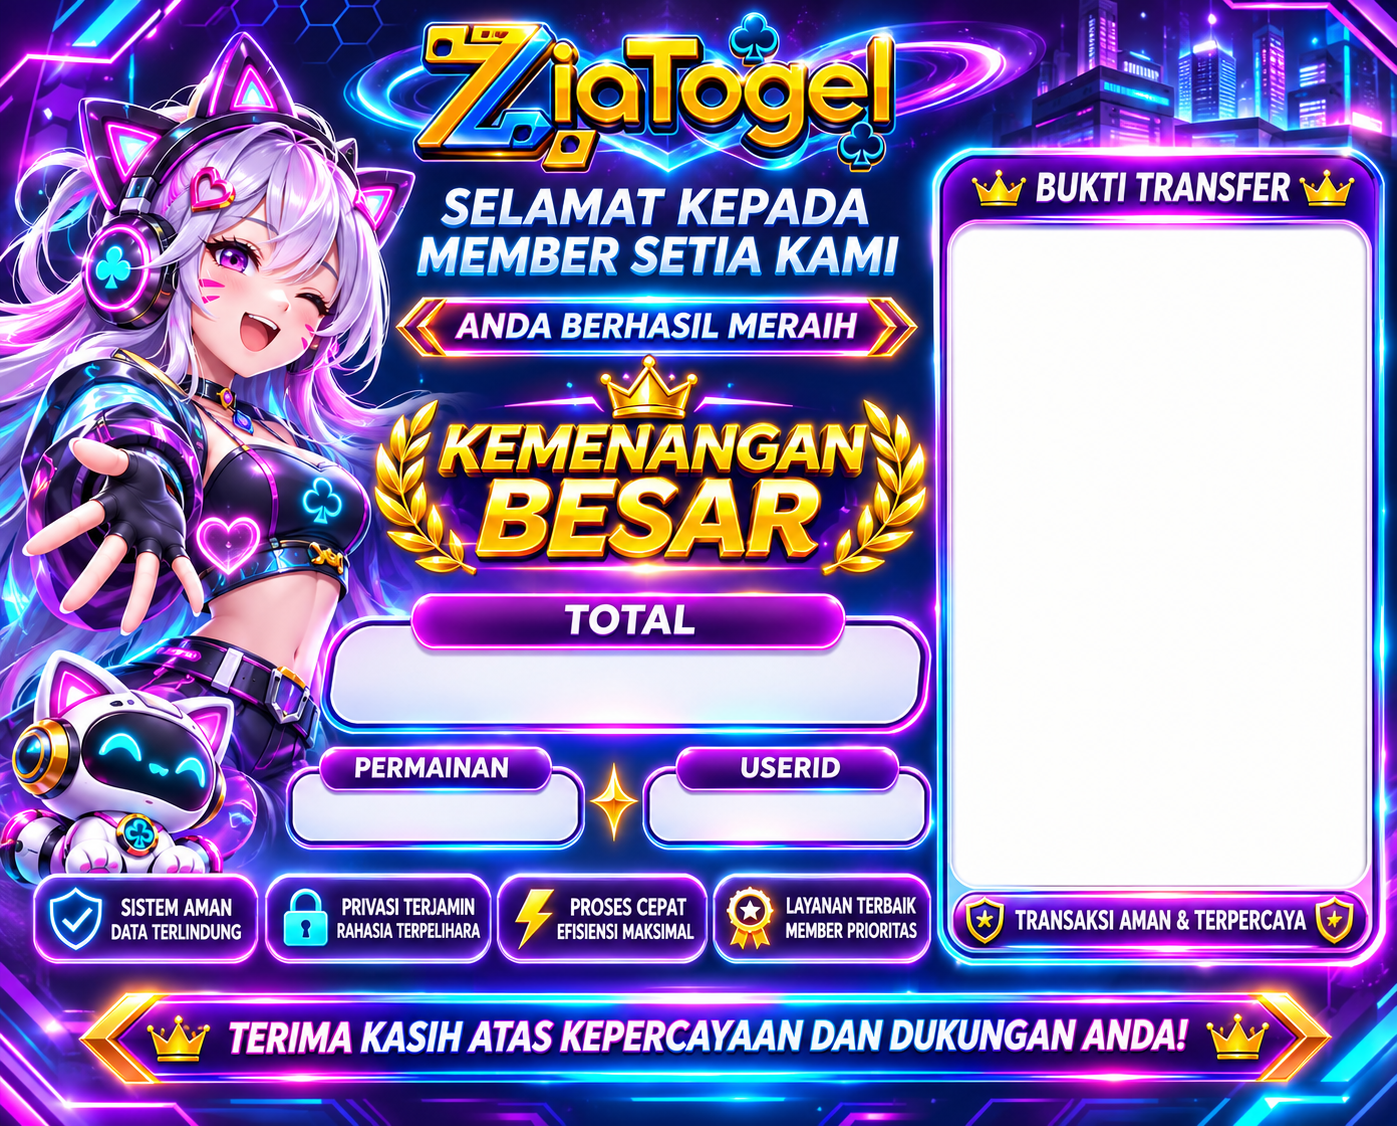 ZiaTogel
SELAMAT KEPADA
MEMBER SETIA KAMI
ANDA BERHASIL MERAIH
KEMENANGAN
BESAR
TOTAL
PERMAINAN
USERID
BUKTI TRANSFER
TRANSAKSI AMAN & TERPERCAYA
SISTEM AMAN
DATA TERLINDUNG
PRIVASI TERJAMIN
RAHASIA TERPELIHARA
PROSES CEPAT
EFISIENSI MAKSIMAL
LAYANAN TERBAIK
MEMBER PRIORITAS
TERIMA KASIH ATAS KEPERCAYAAN DAN DUKUNGAN ANDA!